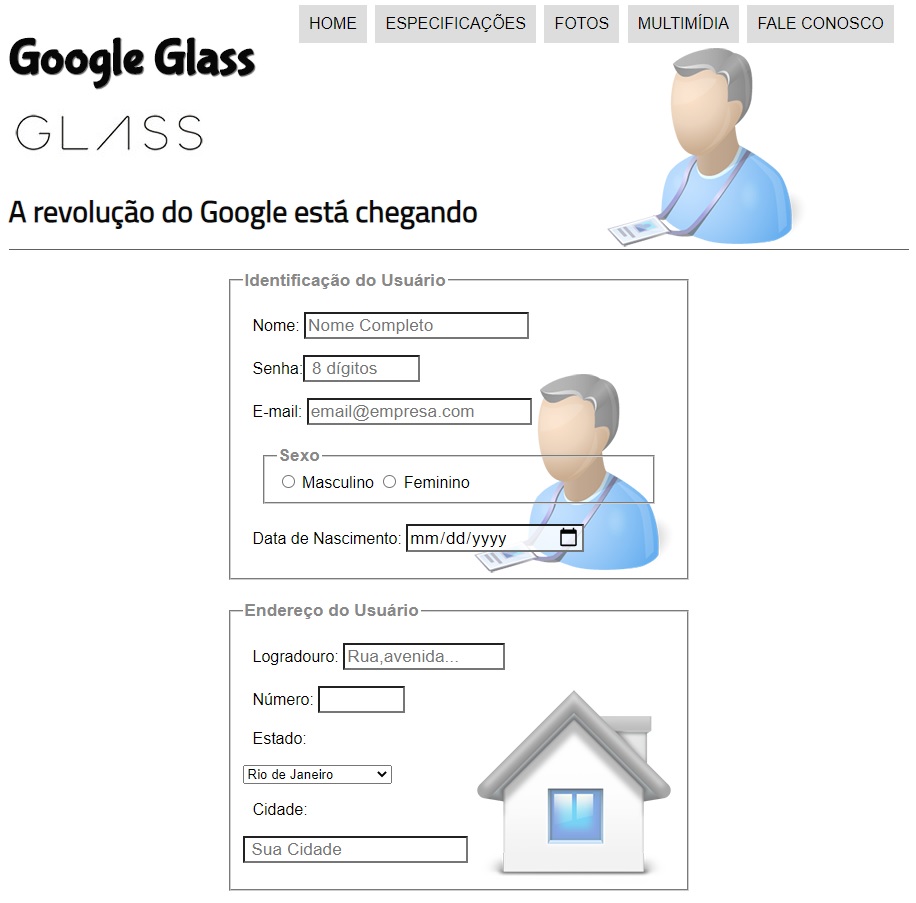 HOME ESPECIFICAÇÕES FOTOS MULTIMÍDIA FALE CONOSCO
Google Glass
GLASS
A revolução do Google está chegando
Identificação do Usuário
Nome: Nome Completo
Senha: 8 dígitos
E-mail: email@empresa.com
Sexo
Masculino Feminino
Data de Nascimento: mm/dd/yyyy
Endereço do Usuário
Logradouro: Rua,avenida...
Número:
Estado:
Rio de Janeiro
Cidade:
Sua Cidade